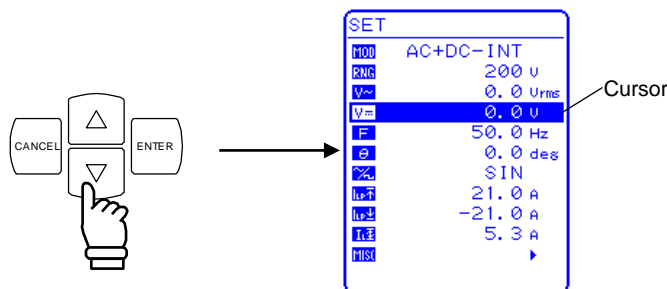 SET
MOD AC+DC-INT
RNG 200 V
V~ 0.0 Vrms
V⎓ 0.0 V
F 50.0 Hz
θ 0.0 deg
SIN
21.0 A
-21.0 A
5.3 A
MISC ▶
Cursor
CANCEL
△
▽
ENTER